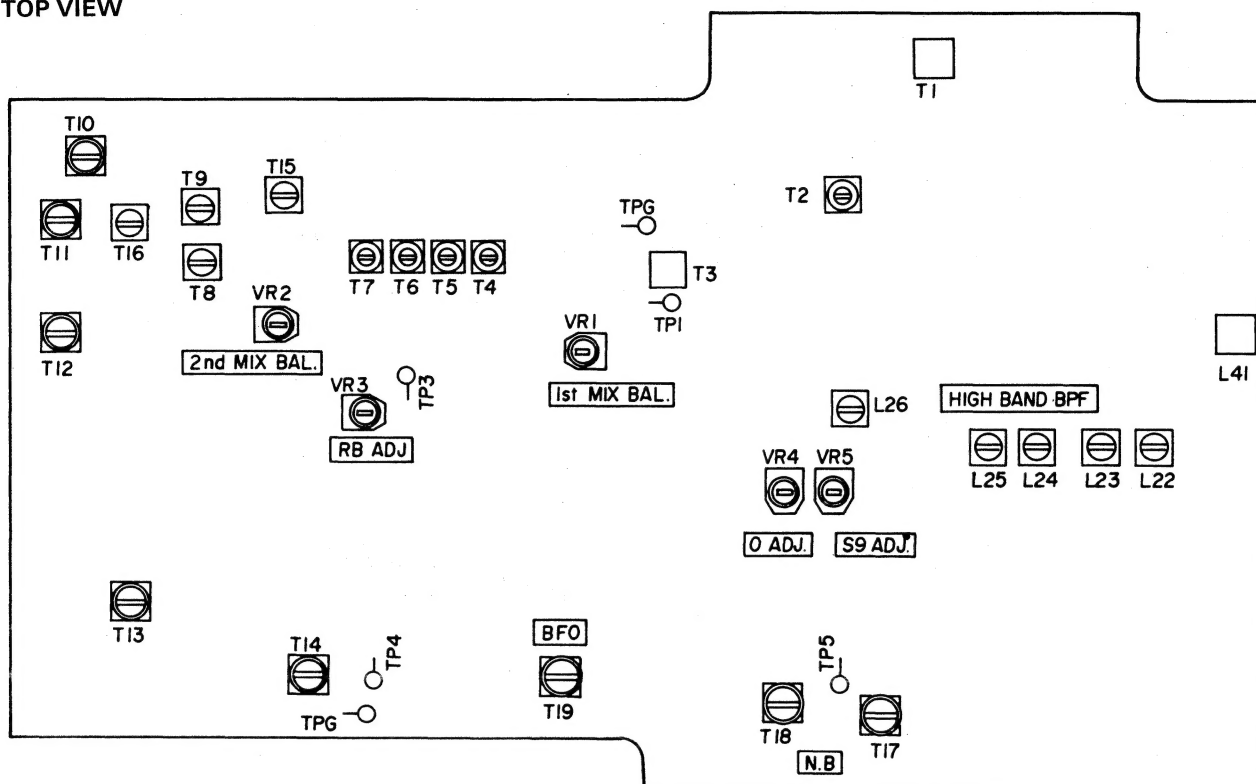 TOP VIEW
T1
T10
T9
T15
T2
TPG
T11
T16
T8
T7
T6
T5
T4
T3
TP1
VR2
VR1
T12
2nd MIX BAL.
VR3
TP3
1st MIX BAL.
L41
L26
HIGH BAND BPF
RB ADJ
VR4
VR5
L25
L24
L23
L22
O ADJ.
S9 ADJ.
T13
T14
TP4
BFO
TP5
TPG
T19
T18
T17
N.B